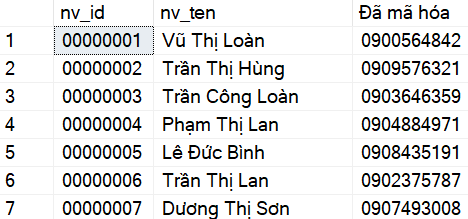 nv_id nv_ten Đã mã hóa
1 00000001 Vũ Thị Loàn 0900564842
2 00000002 Trần Thị Hùng 0909576321
3 00000003 Trần Công Loàn 0903646359
4 00000004 Phạm Thị Lan 0904884971
5 00000005 Lê Đức Bình 0908435191
6 00000006 Trần Thị Lan 0902375787
7 00000007 Dương Thị Sơn 0907493008